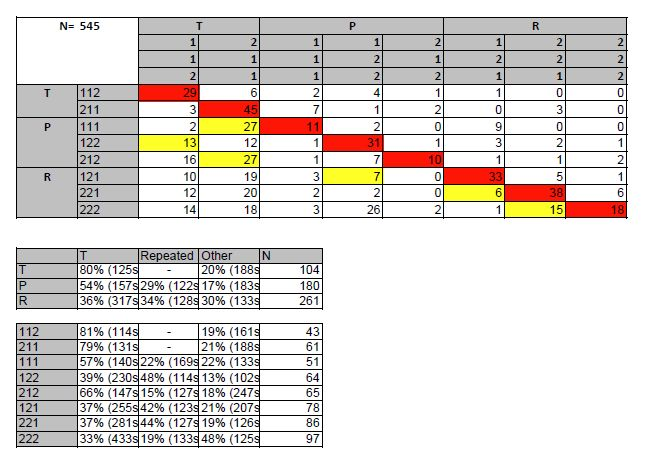 N= 545 T P R
1 2 1 1 2 1 2 2
1 1 1 2 1 2 2 2
2 1 1 2 2 1 1 2
T 112 29 6 2 4 1 1 0 0
211 3 45 7 1 2 0 3 0
P 111 2 27 11 2 0 9 0 0
122 13 12 1 31 1 3 2 1
212 16 27 1 7 10 1 1 2
R 121 10 19 3 7 0 33 5 1
221 12 20 2 2 0 6 38 6
222 14 18 3 26 2 1 15 18
T Repeated Other N
T 80% (125s - 20% (188s 104
P 54% (157s 29% (122s 17% (183s 180
R 36% (317s 34% (128s 30% (133s 261
112 81% (114s - 19% (161s 43
211 79% (131s - 21% (188s 61
111 57% (140s 22% (169s 22% (133s 51
122 39% (230s 48% (114s 13% (102s 64
212 66% (147s 15% (127s 18% (247s 65
121 37% (255s 42% (123s 21% (207s 78
221 37% (281s 44% (127s 19% (126s 86
222 33% (433s 19% (133s 48% (125s 97